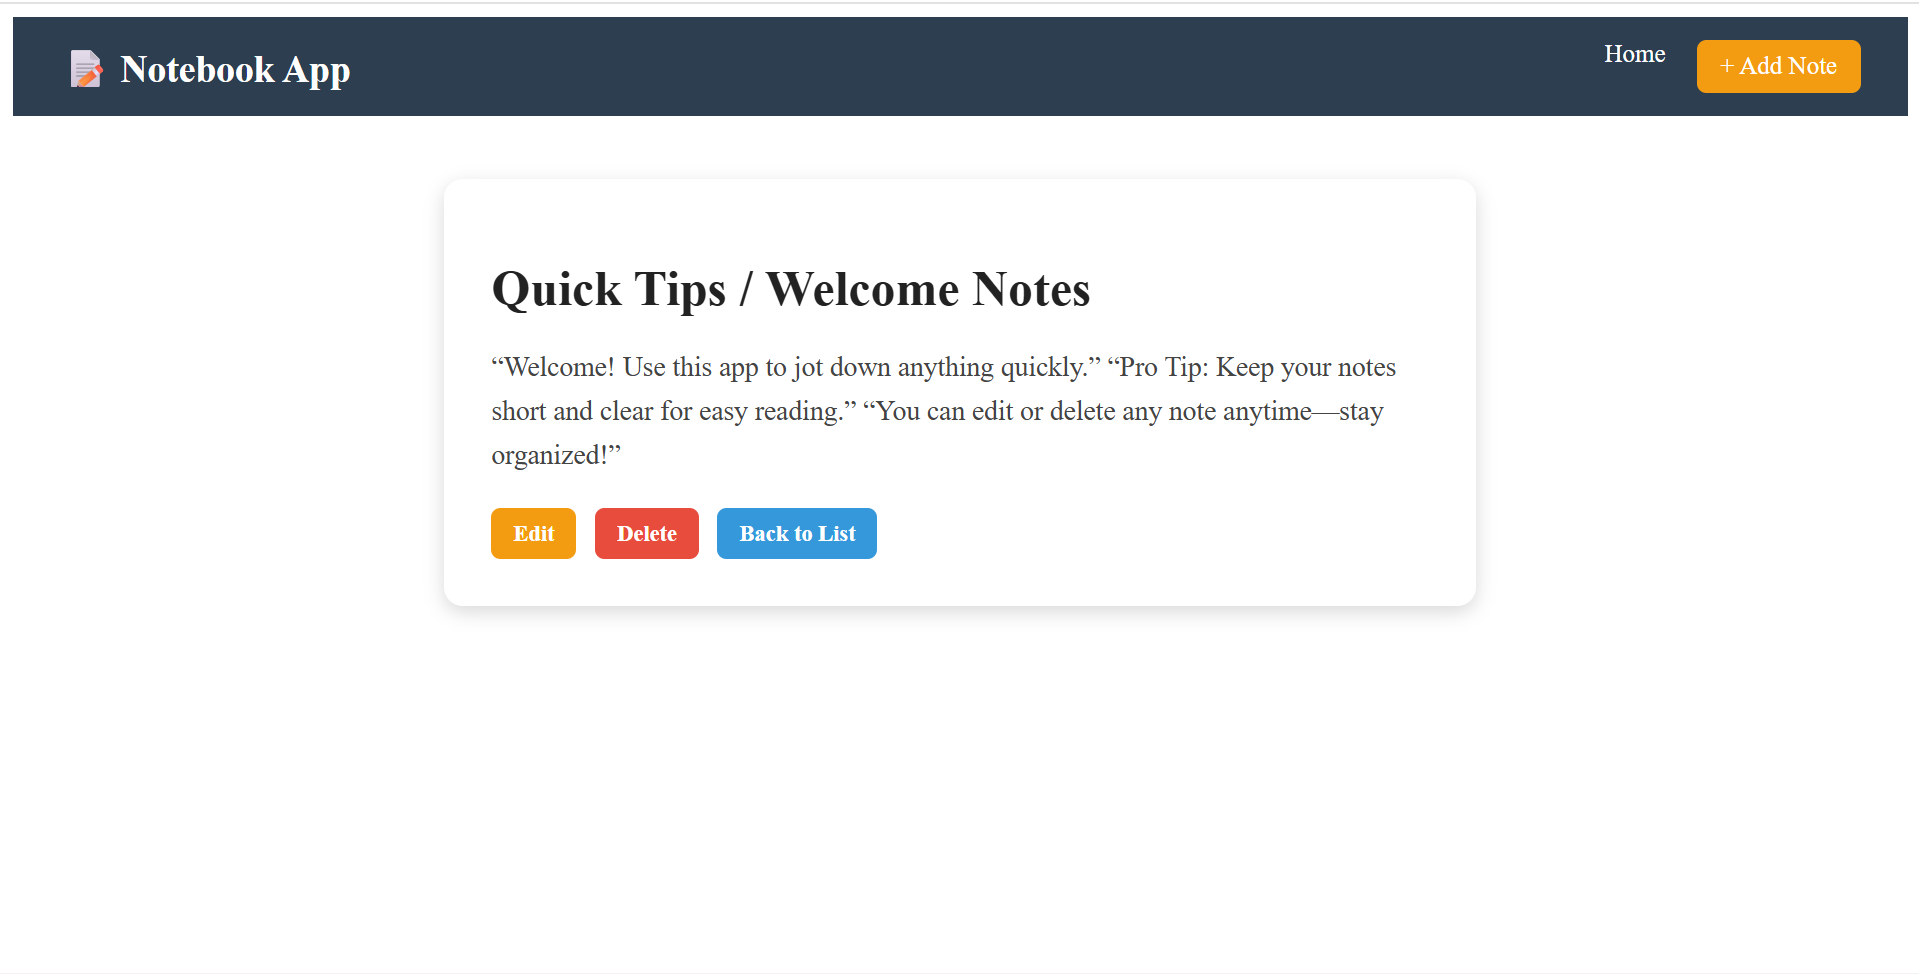 Notebook App
Home
+ Add Note
Quick Tips / Welcome Notes
“Welcome! Use this app to jot down anything quickly.” “Pro Tip: Keep your notes
short and clear for easy reading.” “You can edit or delete any note anytime—stay
organized!”
Edit
Delete
Back to List